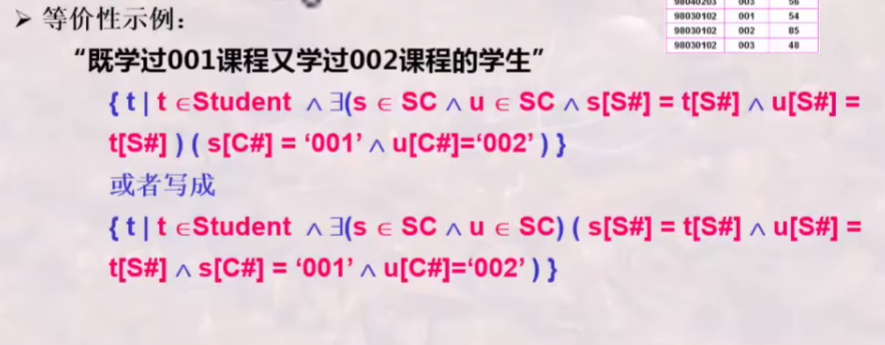 98040203 003 56
➢ 等价性示例：
98030102 001 54
98030102 002 85
“既学过001课程又学过002课程的学生”
98030102 003 48
{ t | t ∈Student ∧ ∃(s ∈ SC ∧ u ∈ SC ∧ s[S#] = t[S#] ∧ u[S#] =
t[S#] ) ( s[C#] = ‘001’ ∧ u[C#]=‘002’ ) }
或者写成
{ t | t ∈Student ∧ ∃(s ∈ SC ∧ u ∈ SC) ( s[S#] = t[S#] ∧ u[S#] =
t[S#] ∧ s[C#] = ‘001’ ∧ u[C#]=‘002’ ) }